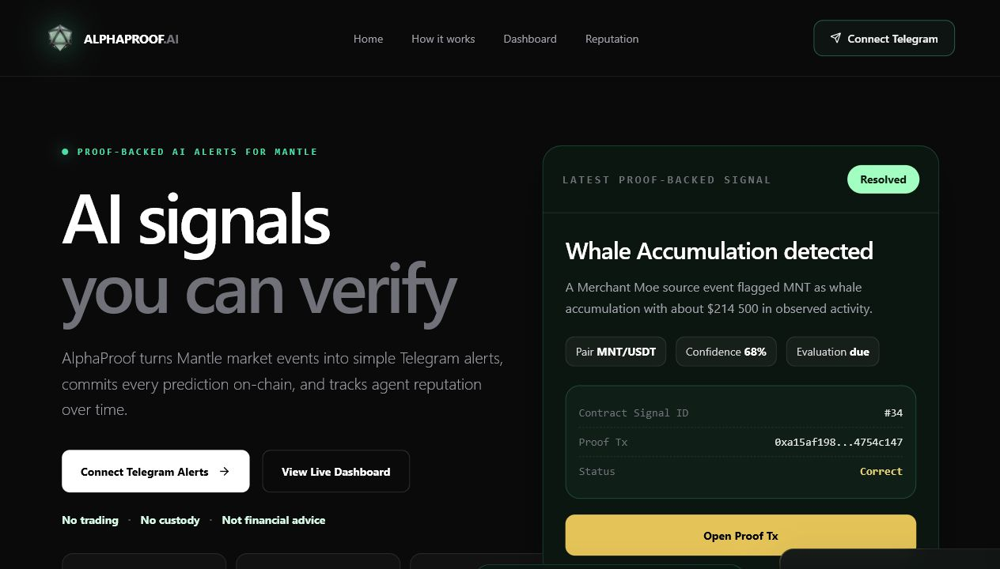 ALPHAPROOF.AI
Home
How it works
Dashboard
Reputation
Connect Telegram
PROOF-BACKED AI ALERTS FOR MANTLE
AI signals
you can verify
AlphaProof turns Mantle market events into simple Telegram alerts,
commits every prediction on-chain, and tracks agent reputation
over time.
Connect Telegram Alerts
View Live Dashboard
No trading · No custody · Not financial advice
LATEST PROOF-BACKED SIGNAL
Resolved
Whale Accumulation detected
A Merchant Moe source event flagged MNT as whale
accumulation with about $214 500 in observed activity.
Pair MNT/USDT
Confidence 68%
Evaluation due
Contract Signal ID #34
Proof Tx 0xa15af198...4754c147
Status Correct
Open Proof Tx